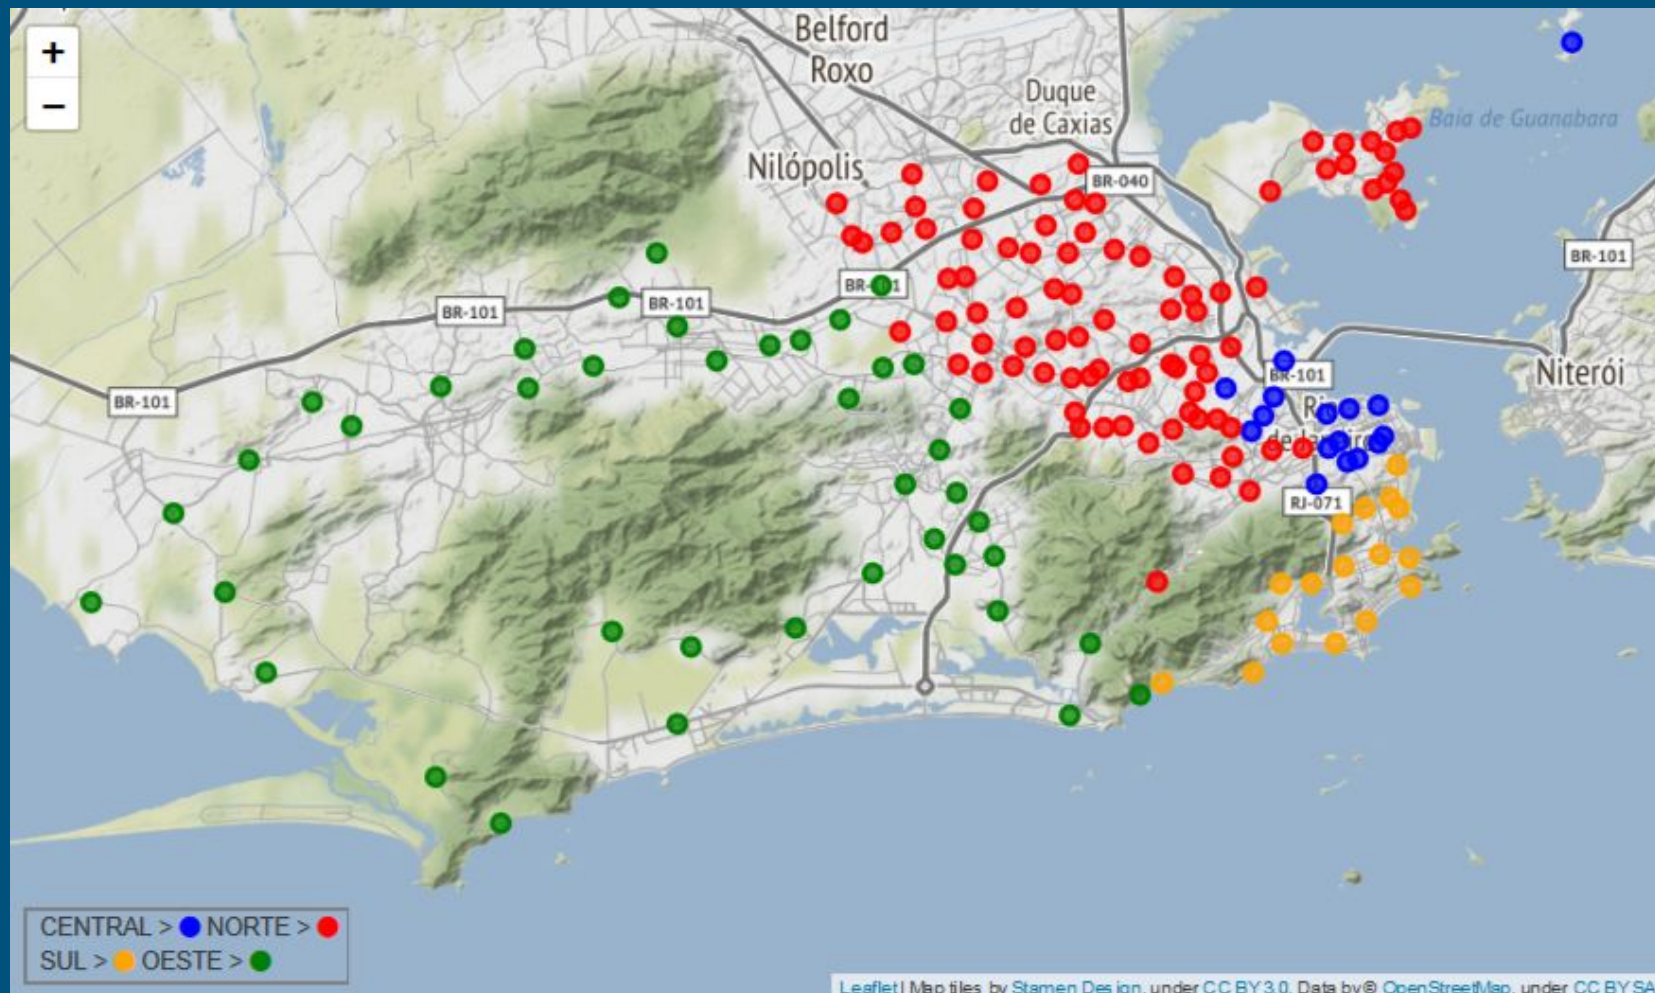 +
−
Belford
Roxo
Duque
de Caxias
Baia de Guanabara
Nilópolis
BR-040
BR-101
BR-101
BR-101
BR-101
Niterói
BR-101
BR-101
RJ-071
CENTRAL > NORTE >
SUL > OESTE >
Leaflet | Map tiles by Stamen Design, under CC BY 3.0. Data by © OpenStreetMap, under CC BY SA